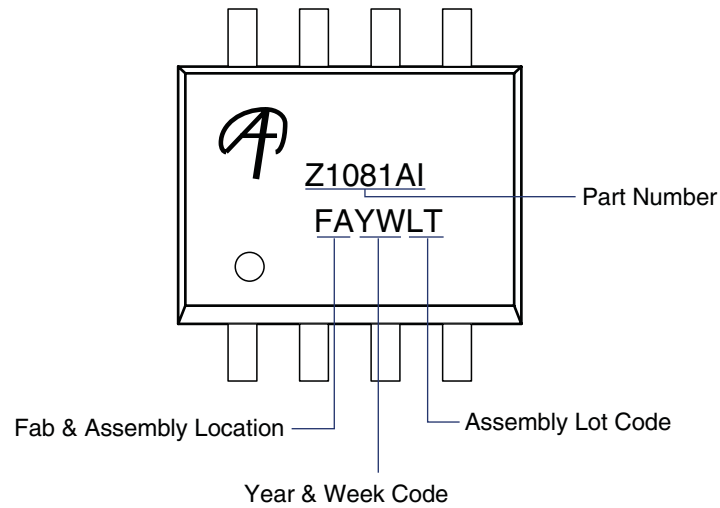 Z1081AI
Part Number
FAYWLT
Fab & Assembly Location
Assembly Lot Code
Year & Week Code